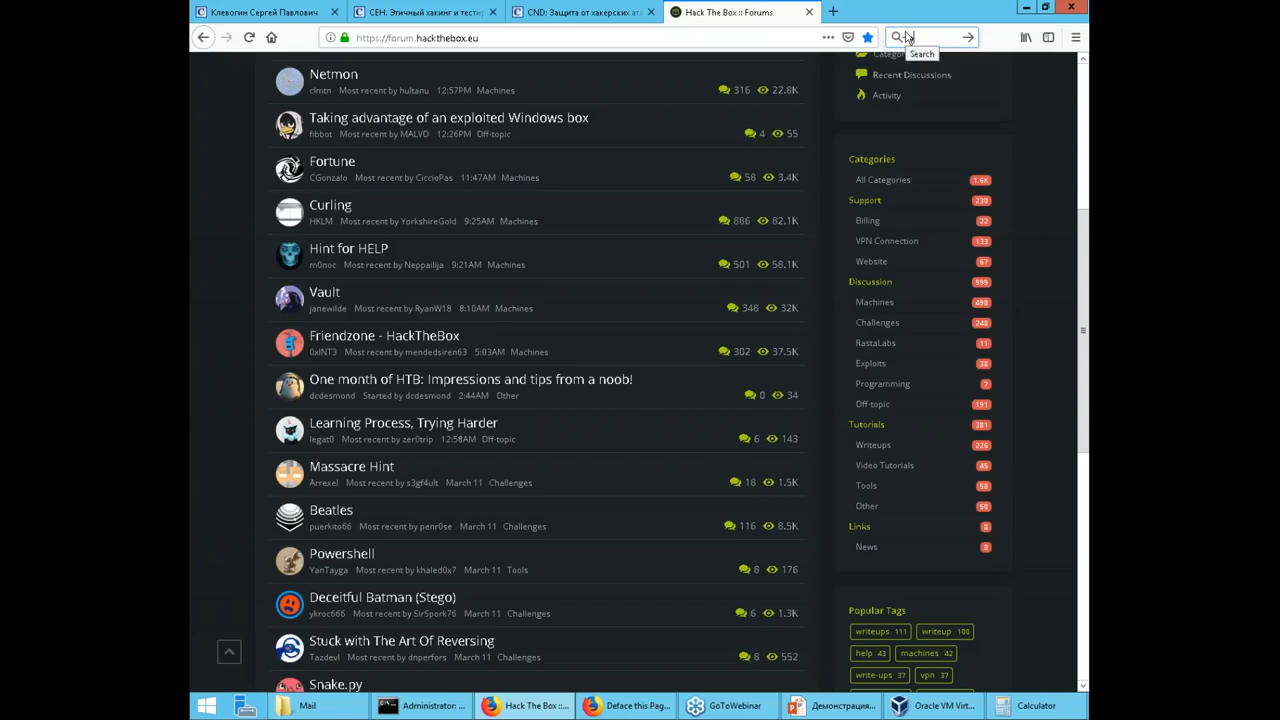 Клевогин Сергей Павлович
CEH. Этичный хакинг и тестир
CND: Защита от хакерских ата
Hack The Box :: Forums
https://forum.hackthebox.eu
Search
Netmon
clmtn Most recent by hultanu 12:57PM Machines
316 22.8K
Taking advantage of an exploited Windows box
fibbot Most recent by MALVD 12:26PM Off-topic
4 55
Fortune
CGonzalo Most recent by CiccioPas 11:47AM Machines
58 3.4K
Curling
HKLM Most recent by YorkshireGold 9:25AM Machines
886 82.1K
Hint for HELP
m0noc Most recent by Neppailija 9:21AM Machines
501 58.1K
Vault
janewilde Most recent by RyanW18 8:10AM Machines
348 32K
Friendzone - HackTheBox
0xINT3 Most recent by mendedsiren63 5:03AM Machines
302 37.5K
One month of HTB: Impressions and tips from a noob!
dcdesmond Started by dcdesmond 2:44AM Other
0 34
Learning Process, Trying Harder
legat0 Most recent by zer0trip 12:58AM Off-topic
6 143
Massacre Hint
Arrexel Most recent by s3gf4ult March 11 Challenges
18 1.5K
Beatles
puerkito66 Most recent by penr0se March 11 Challenges
116 8.5K
Powershell
YanTayga Most recent by khaled0x7 March 11 Tools
8 176
Deceitful Batman (Stego)
ykroc666 Most recent by SirSpork76 March 11 Challenges
6 1.3K
Stuck with The Art Of Reversing
Tazdevl Most recent by dnperfors March 11 Challenges
8 552
Snake.py
Recent Discussions
Activity
Categories
All Categories 1.6K
Support 230
Billing 22
VPN Connection 133
Website 67
Discussion 999
Machines 498
Challenges 248
RastaLabs 11
Exploits 38
Programming 7
Off-topic 191
Tutorials 381
Writeups 226
Video Tutorials 45
Tools 58
Other 50
Links 8
News 8
Popular Tags
writeups 111 writeup 100
help 43 machines 42
write-ups 37 vpn 37
Mail
Administrator: ...
Hack The Box ::...
Deface this Pag...
GoToWebinar
Демонстрация...
Oracle VM Virt...
Calculator